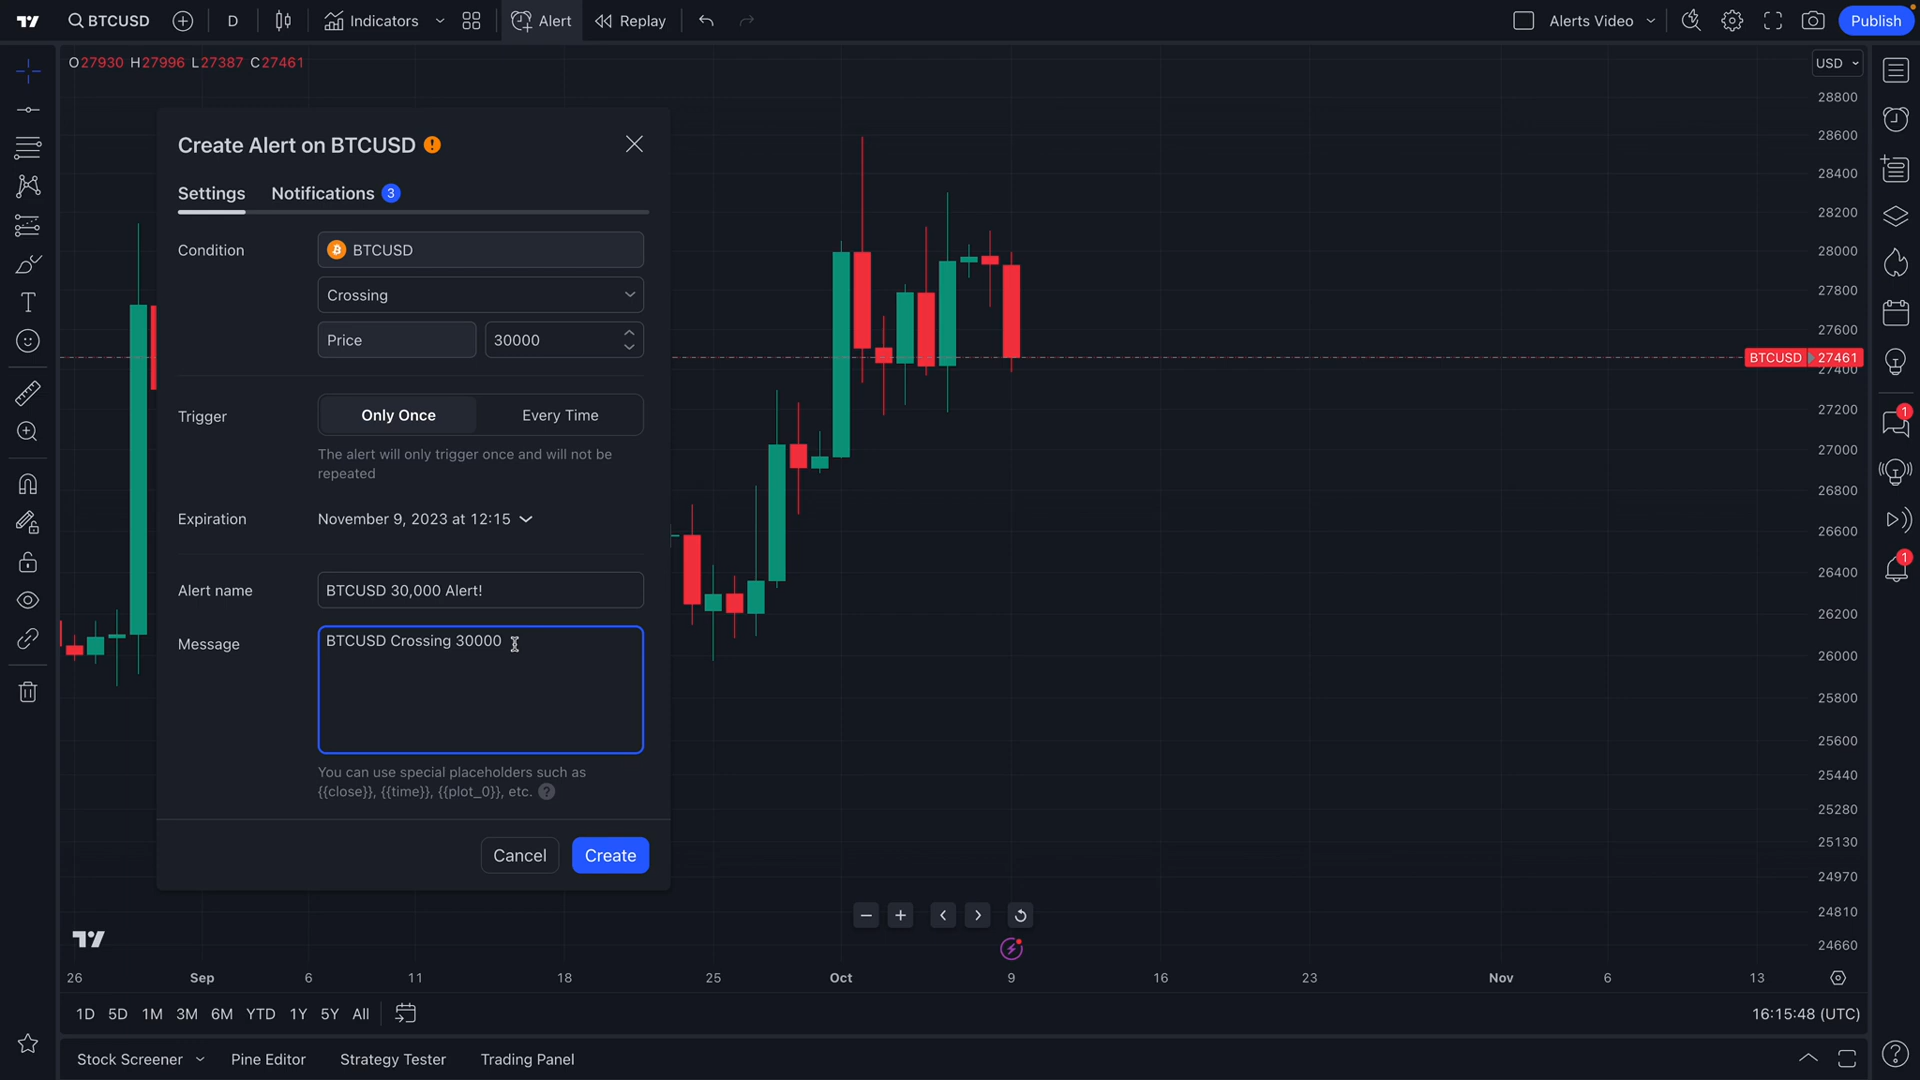 BTCUSD
D
Indicators
Alert
Replay
Alerts Video
Publish
O27930 H27996 L27387 C27461
USD
Create Alert on BTCUSD
Settings
Notifications 3
Condition
BTCUSD
Crossing
Price
30000
Trigger
Only Once
Every Time
The alert will only trigger once and will not be
repeated
Expiration
November 9, 2023 at 12:15
Alert name
BTCUSD 30,000 Alert!
Message
BTCUSD Crossing 30000
You can use special placeholders such as
{{close}}, {{time}}, {{plot_0}}, etc.
Cancel
Create
28800
28600
28400
28200
28000
27800
27600
BTCUSD 27461
27400
27200
27000
26800
26600
26400
26200
26000
25800
25600
25440
25280
25130
24970
24810
24660
1
1
26 Sep 6 11 18 25 Oct 9 16 23 Nov 6 13
1D 5D 1M 3M 6M YTD 1Y 5Y All
16:15:48 (UTC)
Stock Screener
Pine Editor
Strategy Tester
Trading Panel